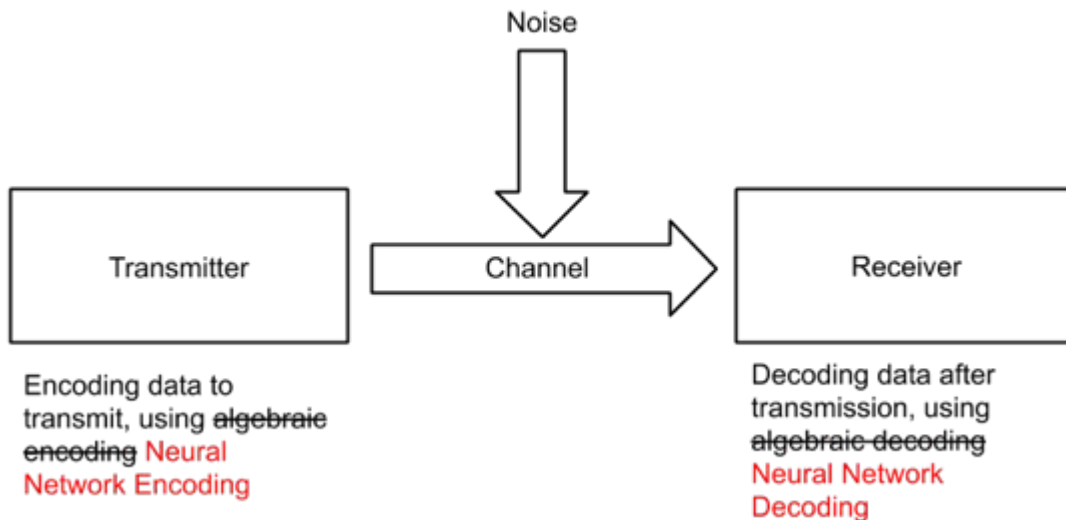 Noise
Transmitter
Channel
Receiver
Encoding data to
transmit, using algebraic
encoding Neural
Network Encoding
Decoding data after
transmission, using
algebraic decoding
Neural Network
Decoding